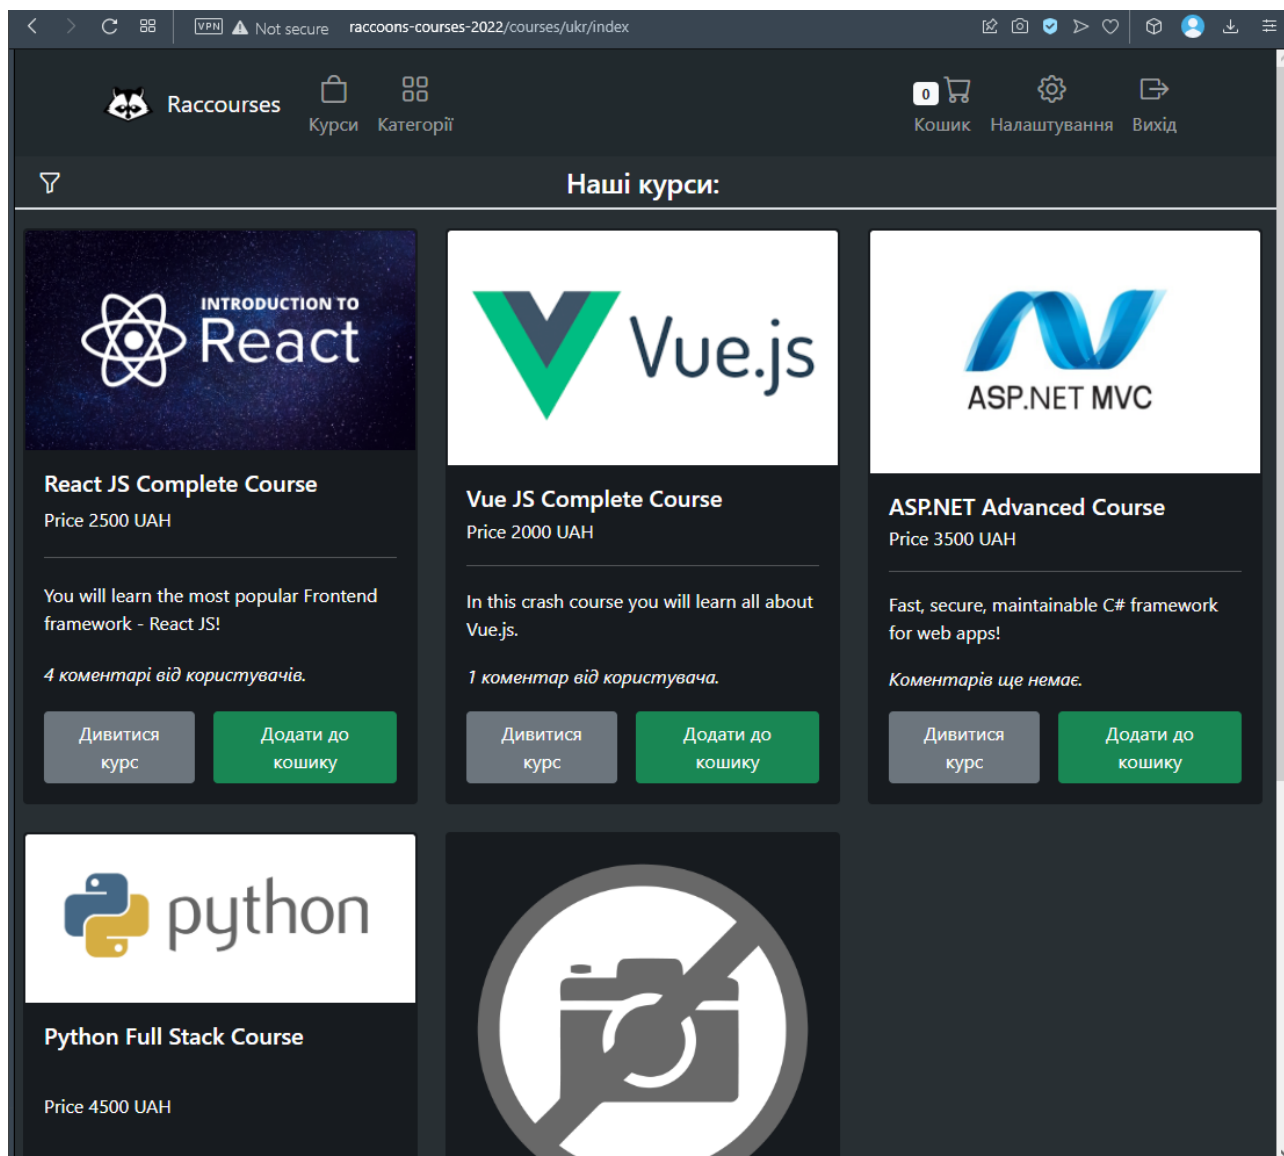 VPN Not secure raccoons-courses-2022/courses/ukr/index
Raccourses
Курси
Категорії
0
Кошик
Налаштування
Вихід
Наші курси:
INTRODUCTION TO
React
React JS Complete Course
Price 2500 UAH
You will learn the most popular Frontend
framework - React JS!
4 коментарі від користувачів.
Дивитися
курс
Додати до
кошику
Vue.js
Vue JS Complete Course
Price 2000 UAH
In this crash course you will learn all about
Vue.js.
1 коментар від користувача.
Дивитися
курс
Додати до
кошику
ASP.NET MVC
ASP.NET Advanced Course
Price 3500 UAH
Fast, secure, maintainable C# framework
for web apps!
Коментарів ще немає.
Дивитися
курс
Додати до
кошику
python
Python Full Stack Course
Price 4500 UAH